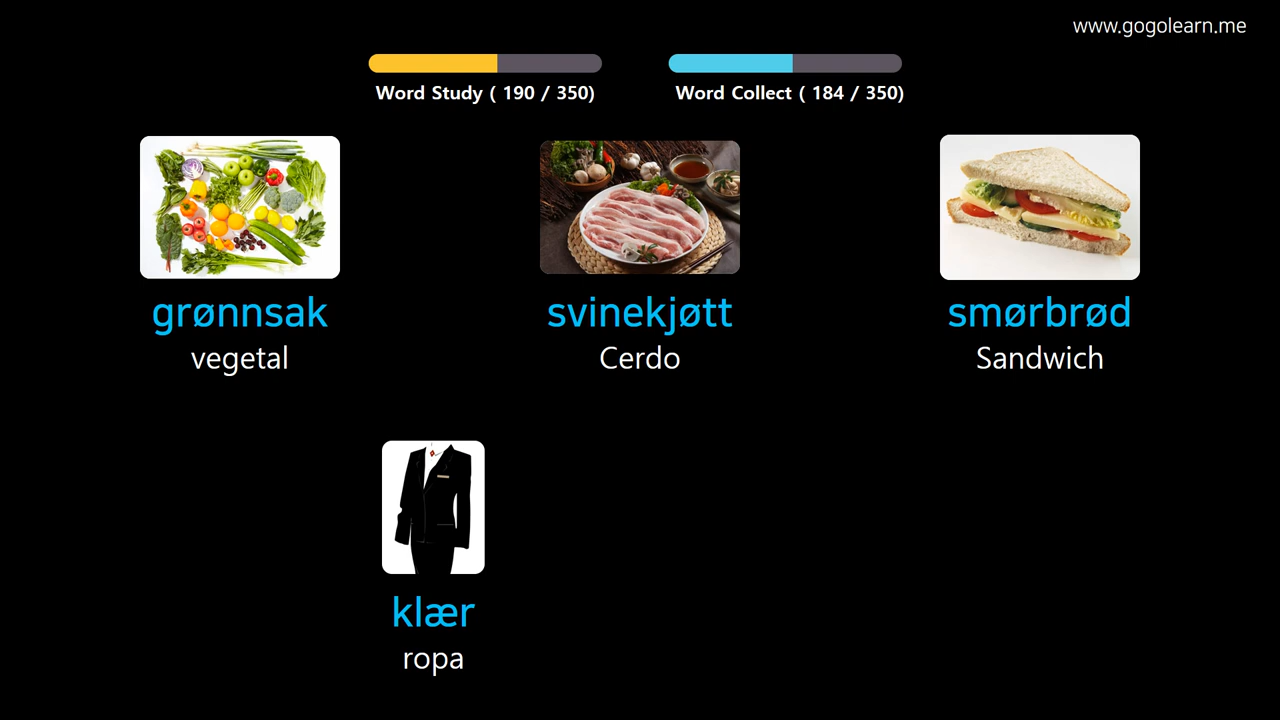 www.gogolearn.me
Word Study ( 190 / 350)
Word Collect ( 184 / 350)
grønnsak
vegetal
svinekjøtt
Cerdo
smørbrød
Sandwich
klær
ropa